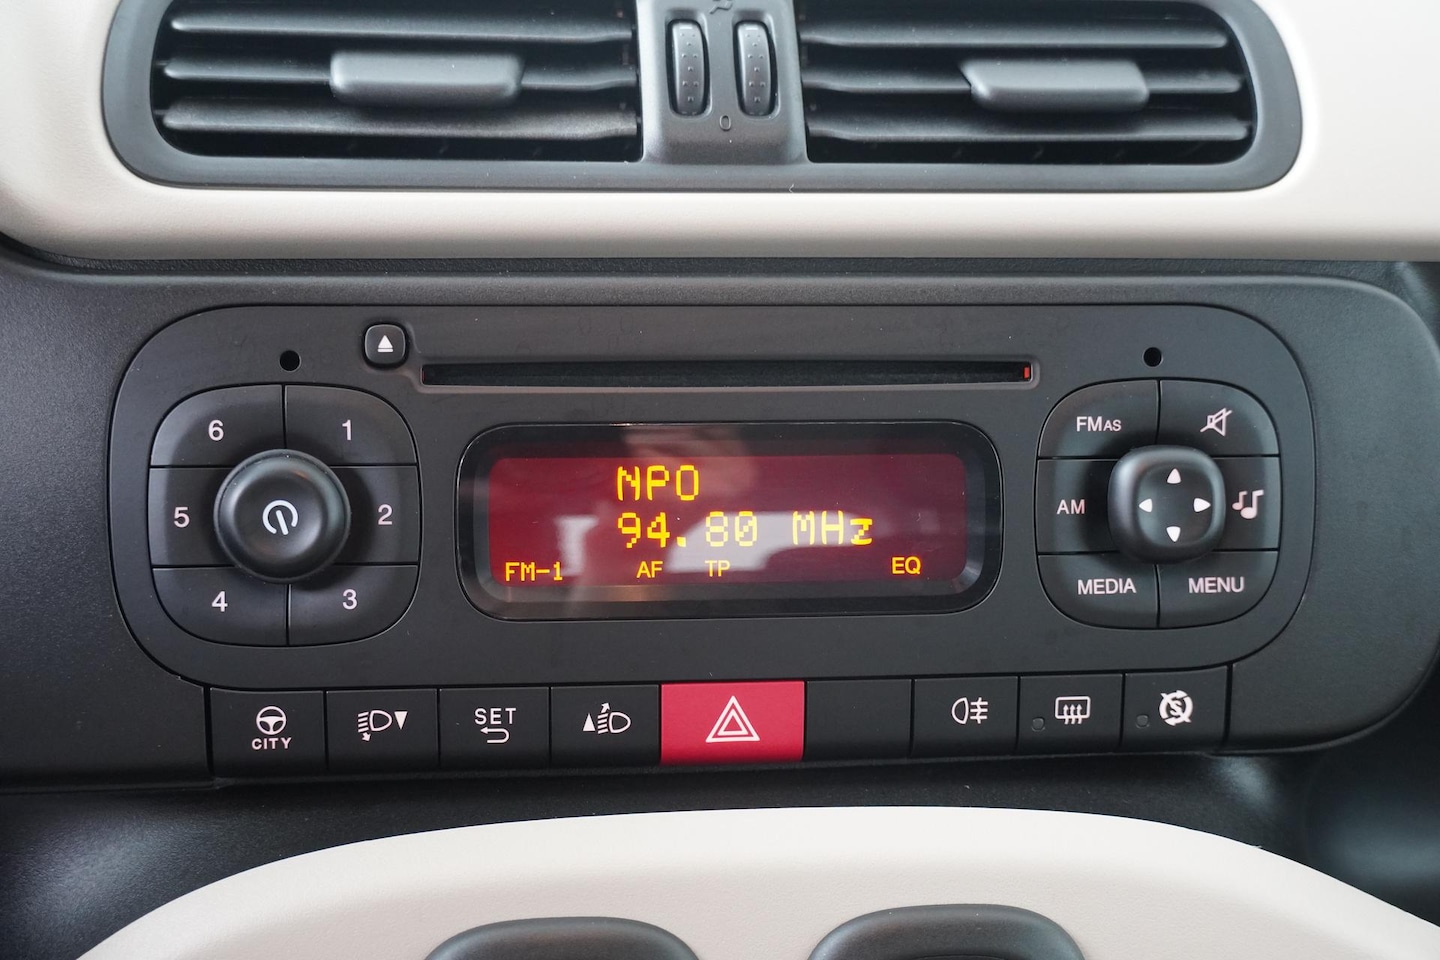 0
6
1
5
2
4
3
NPO
94.80 MHz
FM-1 AF TP EQ
FMAS
AM
MEDIA
MENU
CITY
SET
S